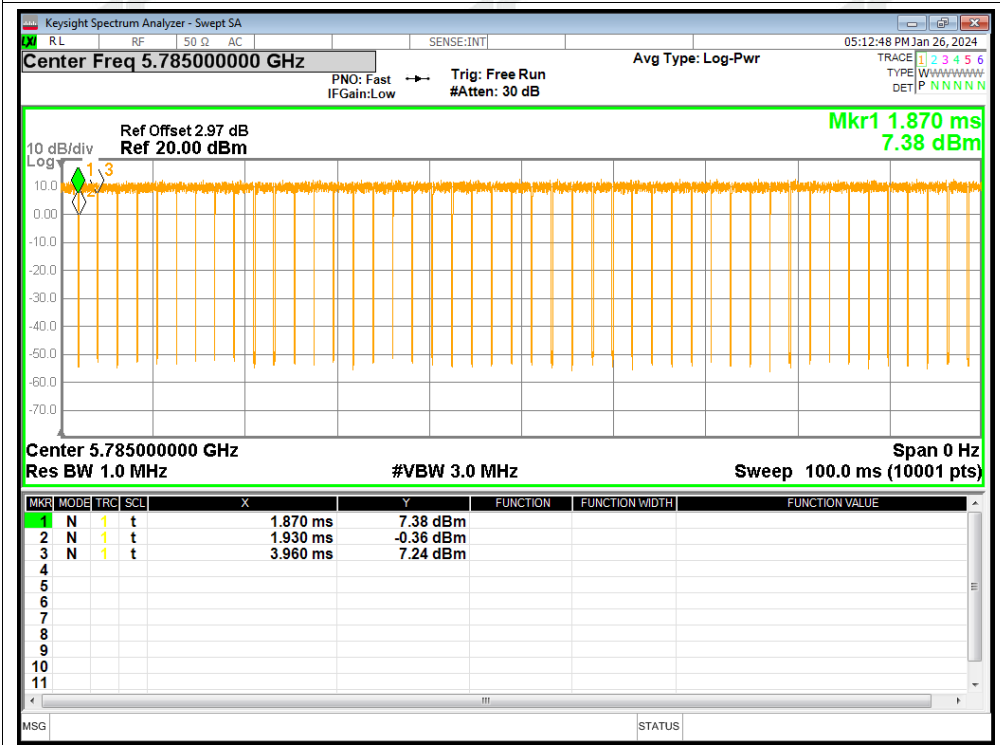 Keysight Spectrum Analyzer - Swept SA
LXI RL RF 50 Ω AC SENSE:INT 05:12:48 PM Jan 26, 2024
Center Freq 5.785000000 GHz Avg Type: Log-Pwr TRACE 1 2 3 4 5 6
PNO: Fast Trig: Free Run TYPE WWWWWWW
IFGain:Low #Atten: 30 dB DET P N N N N N
Mkr1 1.870 ms
Ref Offset 2.97 dB
10 dB/div Ref 20.00 dBm 7.38 dBm
Log
1 3
10.0
2
0.00
-10.0
-20.0
-30.0
-40.0
-50.0
-60.0
-70.0
Center 5.785000000 GHz Span 0 Hz
Res BW 1.0 MHz #VBW 3.0 MHz Sweep 100.0 ms (10001 pts)
MKR MODE TRC SCL X Y FUNCTION FUNCTION WIDTH FUNCTION VALUE
1 N 1 t 1.870 ms 7.38 dBm
2 N 1 t 1.930 ms -0.36 dBm
3 N 1 t 3.960 ms 7.24 dBm
4
5
6
7
8
9
10
11
MSG STATUS